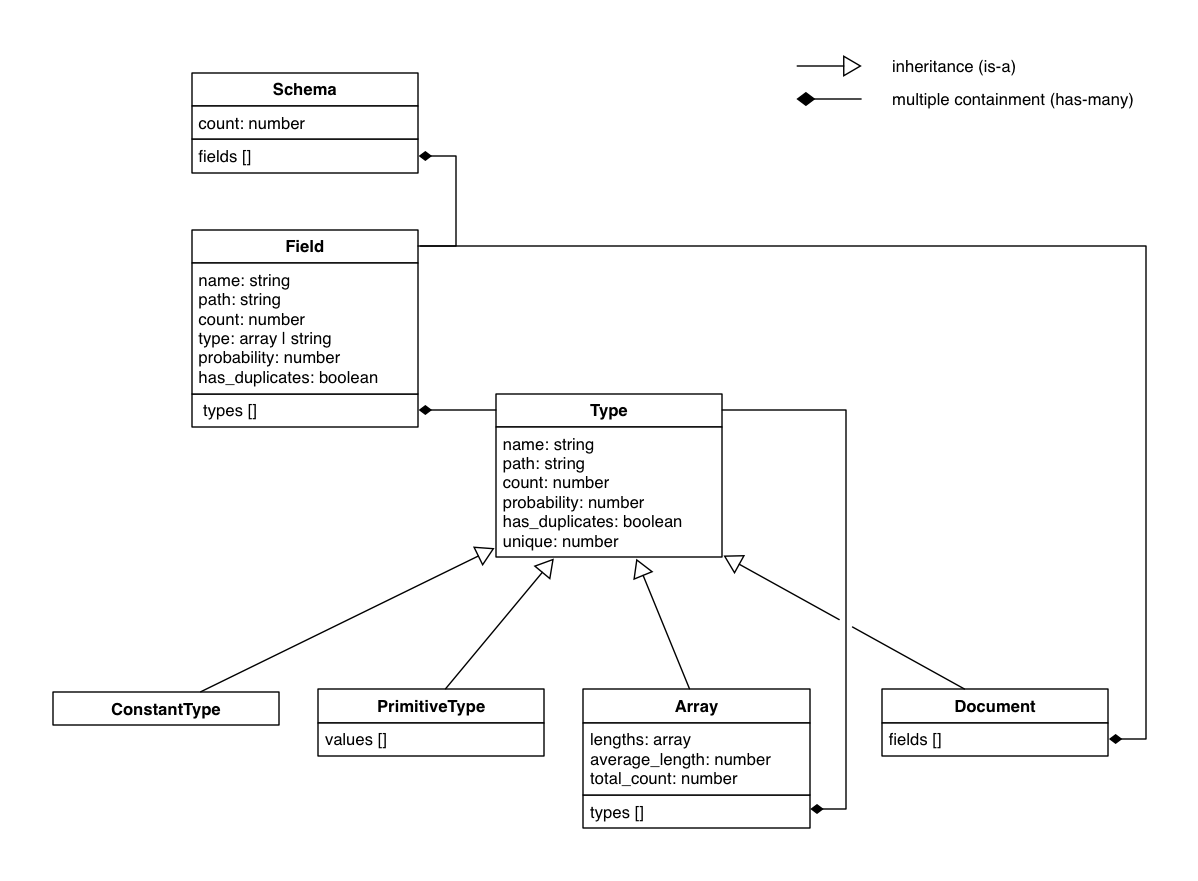 inheritance (is-a)
multiple containment (has-many)
Schema
count: number
fields []
Field
name: string
path: string
count: number
type: array | string
probability: number
has_duplicates: boolean
types []
Type
name: string
path: string
count: number
probability: number
has_duplicates: boolean
unique: number
ConstantType
PrimitiveType
values []
Array
lengths: array
average_length: number
total_count: number
types []
Document
fields []